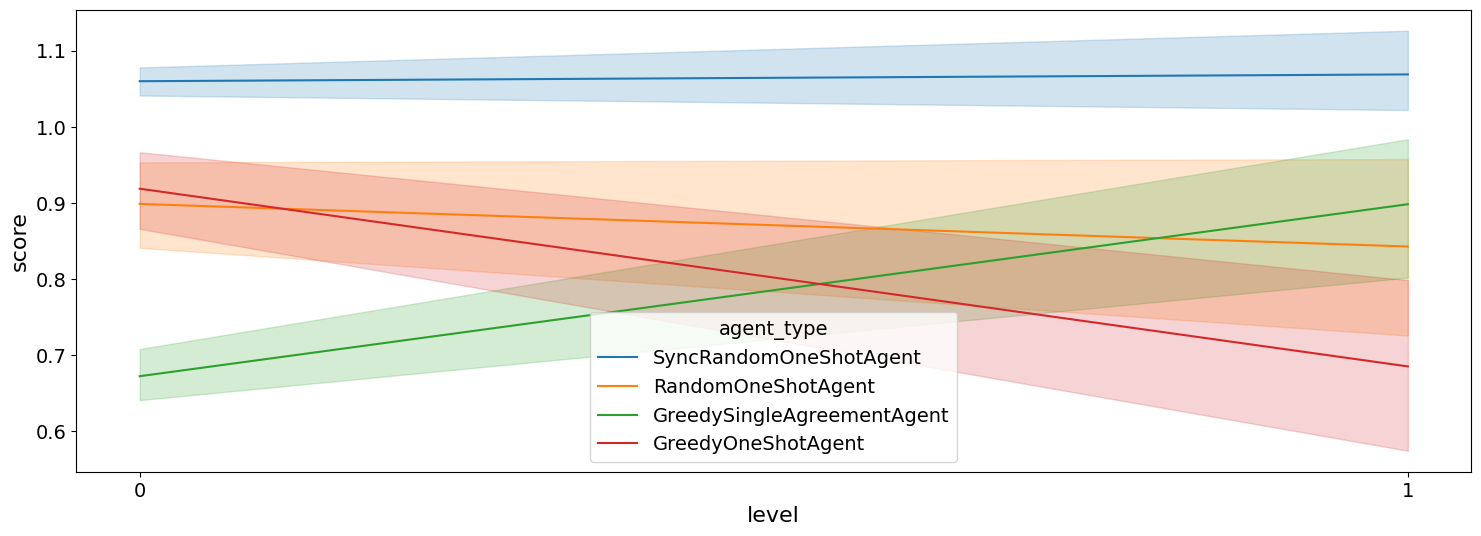 1.1
1.0
0.9
0.8
0.7
0.6
score
agent_type
SyncRandomOneShotAgent
RandomOneShotAgent
GreedySingleAgreementAgent
GreedyOneShotAgent
0
1
level